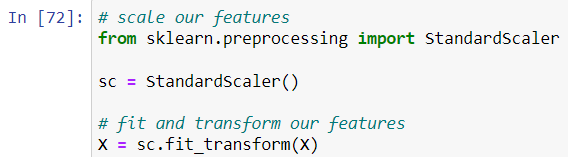 In [72]: # scale our features
from sklearn.preprocessing import StandardScaler
sc = StandardScaler()
# fit and transform our features
X = sc.fit_transform(X)